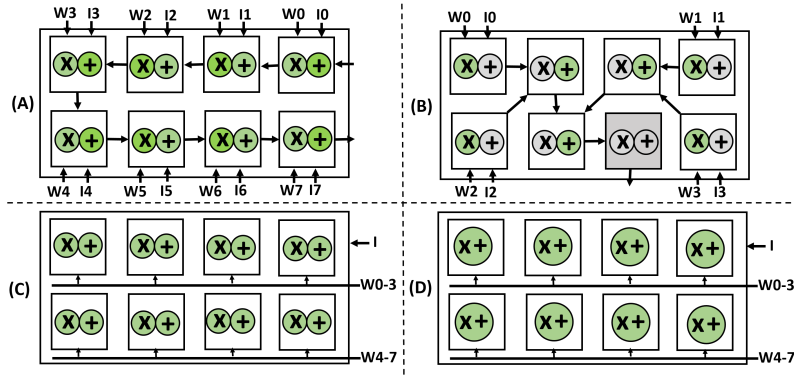 W3 I3 W2 I2 W1 I1 W0 I0
X + X + X + X +
(A)
X + X + X + X +
W4 I4 W5 I5 W6 I6 W7 I7
W0 I0 W1 I1
X + X + X + X +
(B)
X + X + X + X +
W2 I2 W3 I3
X + X + X + X +
I
(C)
W0-3
X + X + X + X +
W4-7
X+ X+ X+ X+
I
(D)
W0-3
X+ X+ X+ X+
W4-7